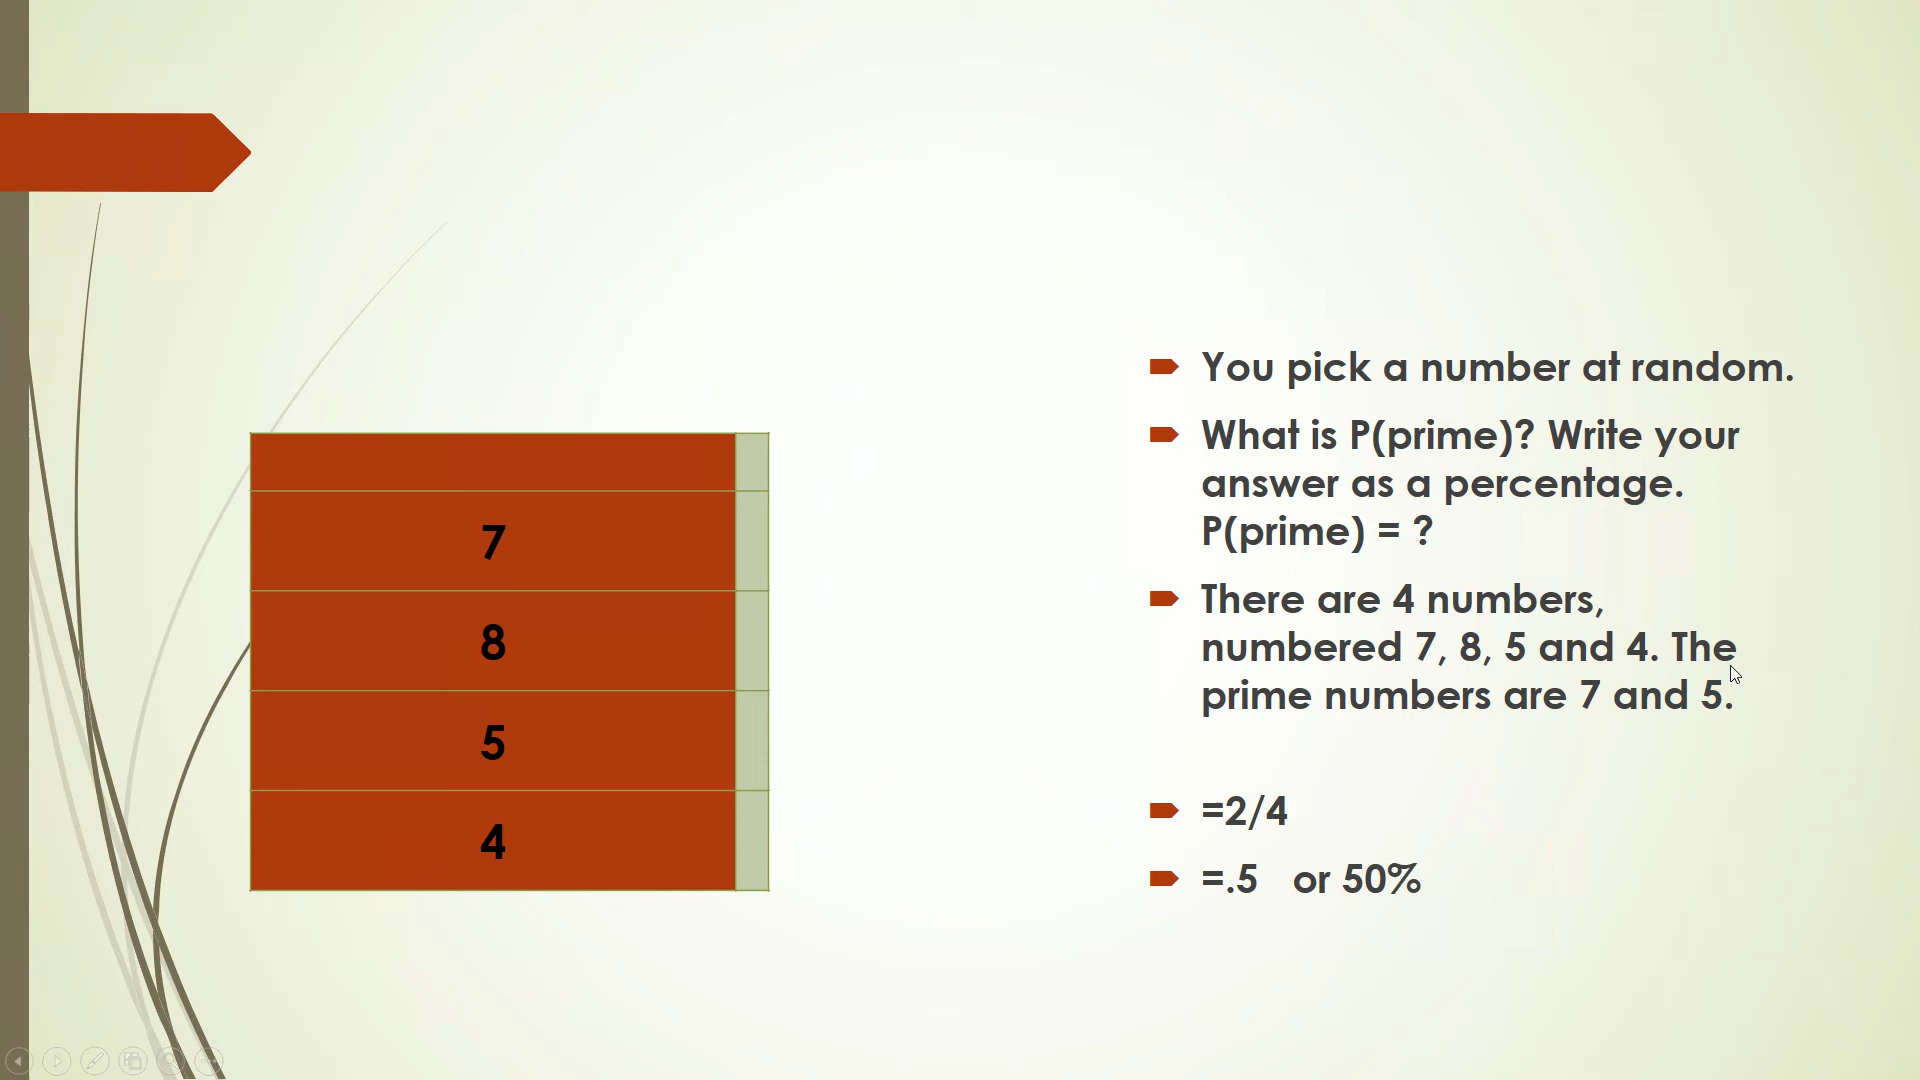 7
8
5
4
You pick a number at random.
What is P(prime)? Write your
answer as a percentage.
P(prime) = ?
There are 4 numbers,
numbered 7, 8, 5 and 4. The
prime numbers are 7 and 5.
=2/4
=.5 or 50%